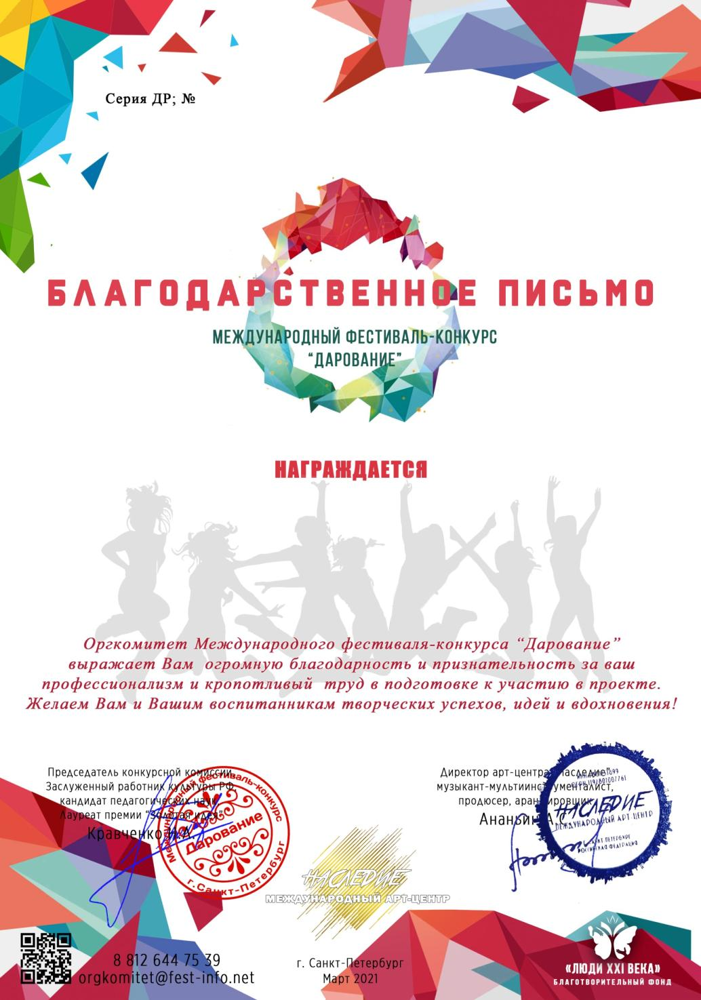 Серия ДР; №
БЛАГОДАРСТВЕННОЕ ПИСЬМО
МЕЖДУНАРОДНЫЙ ФЕСТИВАЛЬ-КОНКУРС
“ДАРОВАНИЕ”
НАГРАЖДАЕТСЯ
Оргкомитет Международного фестиваля-конкурса “Дарование”
выражает Вам огромную благодарность и признательность за ваш
профессионализм и кропотливый труд в подготовке к участию в проекте.
Желаем Вам и Вашим воспитанникам творческих успехов, идей и вдохновения!
Председатель конкурсной комиссии,
Заслуженный работник культуры РФ,
кандидат педагогических наук,
Лауреат премии “Золотая идея”
Кравченко
Международный фестиваль-конкурс
Дарование
г.Санкт-Петербург
Директор арт-центра “Наследие”,
музыкант-мультиинструменталист,
продюсер, аранжировщик
Ананьин А.С.
НАСЛЕДИЕ
МЕЖДУНАРОДНЫЙ АРТ-ЦЕНТР
САНКТ-ПЕТЕРБУРГ
РОССИЙСКАЯ ФЕДЕРАЦИЯ
НАСЛЕДИЕ
МЕЖДУНАРОДНЫЙ АРТ-ЦЕНТР
8 812 644 75 39
orgkomitet@fest-info.net
г. Санкт-Петербург
Март 2021
«ЛЮДИ XXI ВЕКА»
БЛАГОТВОРИТЕЛЬНЫЙ ФОНД